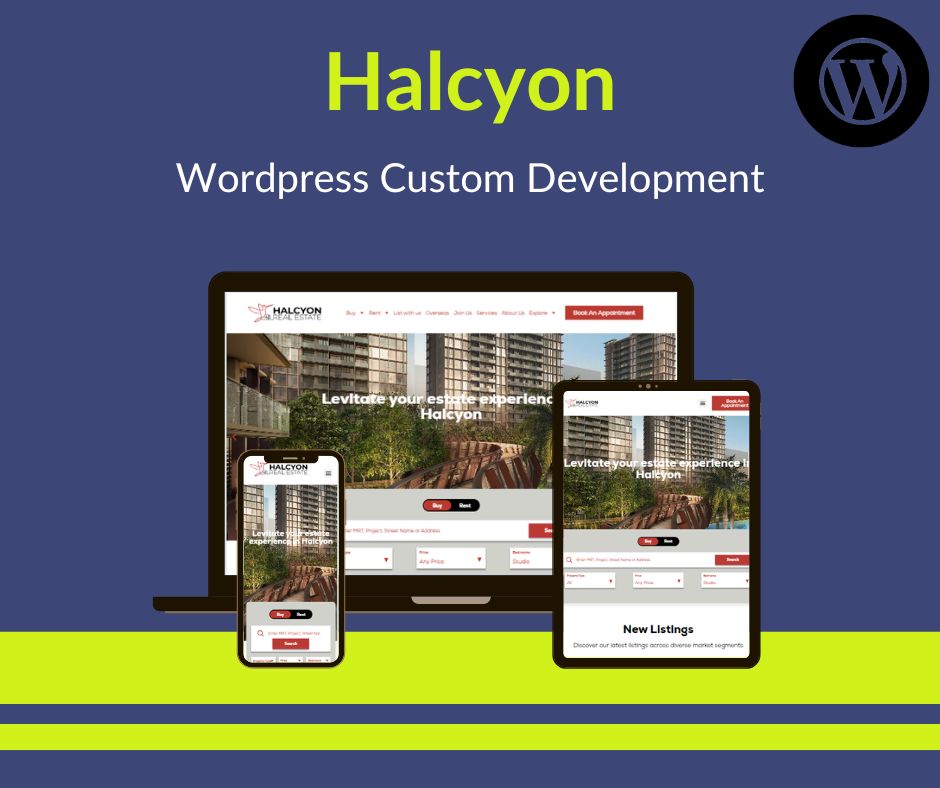 Halcyon
Wordpress Custom Development
HALCYON
REAL ESTATE
Buy Rent List with us Overseas Join Us Services About Us Explore
Book An Appointment
Levitate your estate experience
Halcyon
Buy Rent
Enter MRT, Project, Street Name or Address
Price
Any Price
Bedrooms
Studio
HALCYON
REAL ESTATE
Levitate your estate
experience in Halcyon
Buy Rent
Enter MRT, Project, Street
Search
Property Type Price Bedrooms
HALCYON
REAL ESTATE
Book An
Appointment
Levitate your estate experience in
Halcyon
Buy Rent
Enter MRT, Project, Street Name or Address
Search
Property Type
All
Price
Any Price
Bedrooms
Studio
New Listings
Discover our latest listings across diverse market segments